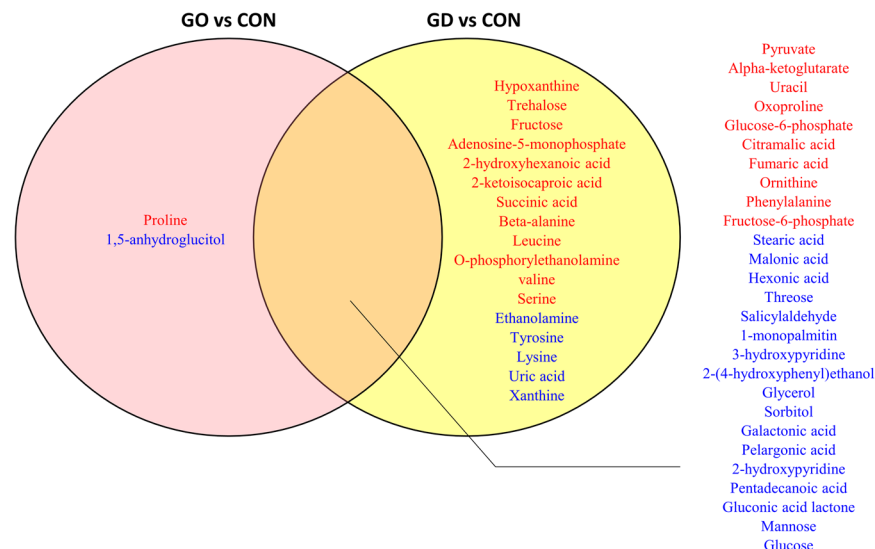 GO vs CON
GD vs CON
Proline
1,5-anhydroglucitol
Hypoxanthine
Trehalose
Fructose
Adenosine-5-monophosphate
2-hydroxyhexanoic acid
2-ketoisocaproic acid
Succinic acid
Beta-alanine
Leucine
O-phosphorylethanolamine
valine
Serine
Ethanolamine
Tyrosine
Lysine
Uric acid
Xanthine
Pyruvate
Alpha-ketoglutarate
Uracil
Oxoproline
Glucose-6-phosphate
Citramalic acid
Fumaric acid
Ornithine
Phenylalanine
Fructose-6-phosphate
Stearic acid
Malonic acid
Hexonic acid
Threose
Salicylaldehyde
1-monopalmitin
3-hydroxypyridine
2-(4-hydroxyphenyl)ethanol
Glycerol
Sorbitol
Galactonic acid
Pelargonic acid
2-hydroxypyridine
Pentadecanoic acid
Gluconic acid lactone
Mannose
Glucose